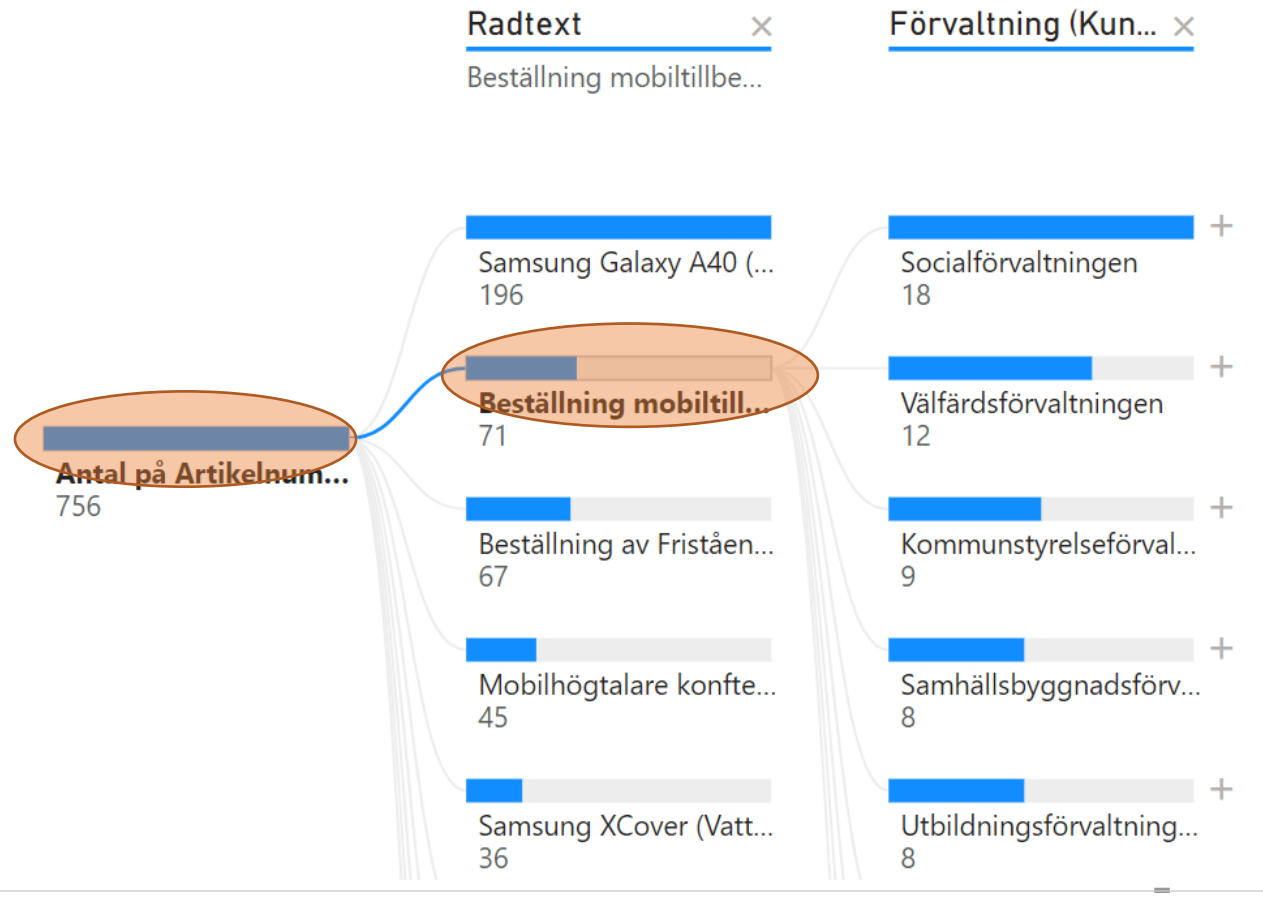 Radtext
Förvaltning (Kun...
Beställning mobiltillbe...
Antal på Artikelnum...
756
Samsung Galaxy A40 (...
196
Beställning mobiltill...
71
Beställning av Friståen...
67
Mobilhögtalare konfte...
45
Samsung XCover (Vatt...
36
Socialförvaltningen
18
Välfärdsförvaltningen
12
Kommunstyrelseförval...
9
Samhällsbyggnadsförv...
8
Utbildningsförvaltning...
8